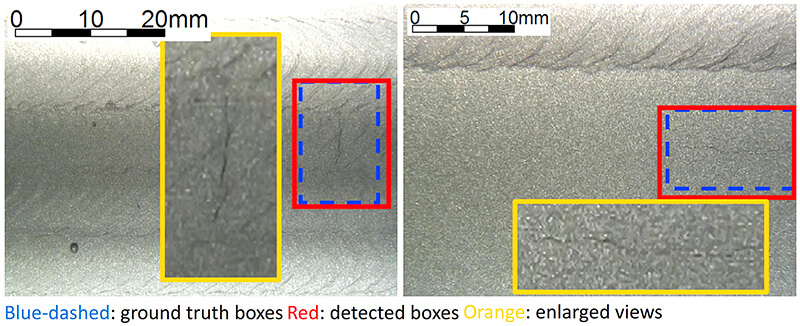 0 10 20mm
0 5 10mm
Blue-dashed: ground truth boxes Red: detected boxes Orange: enlarged views